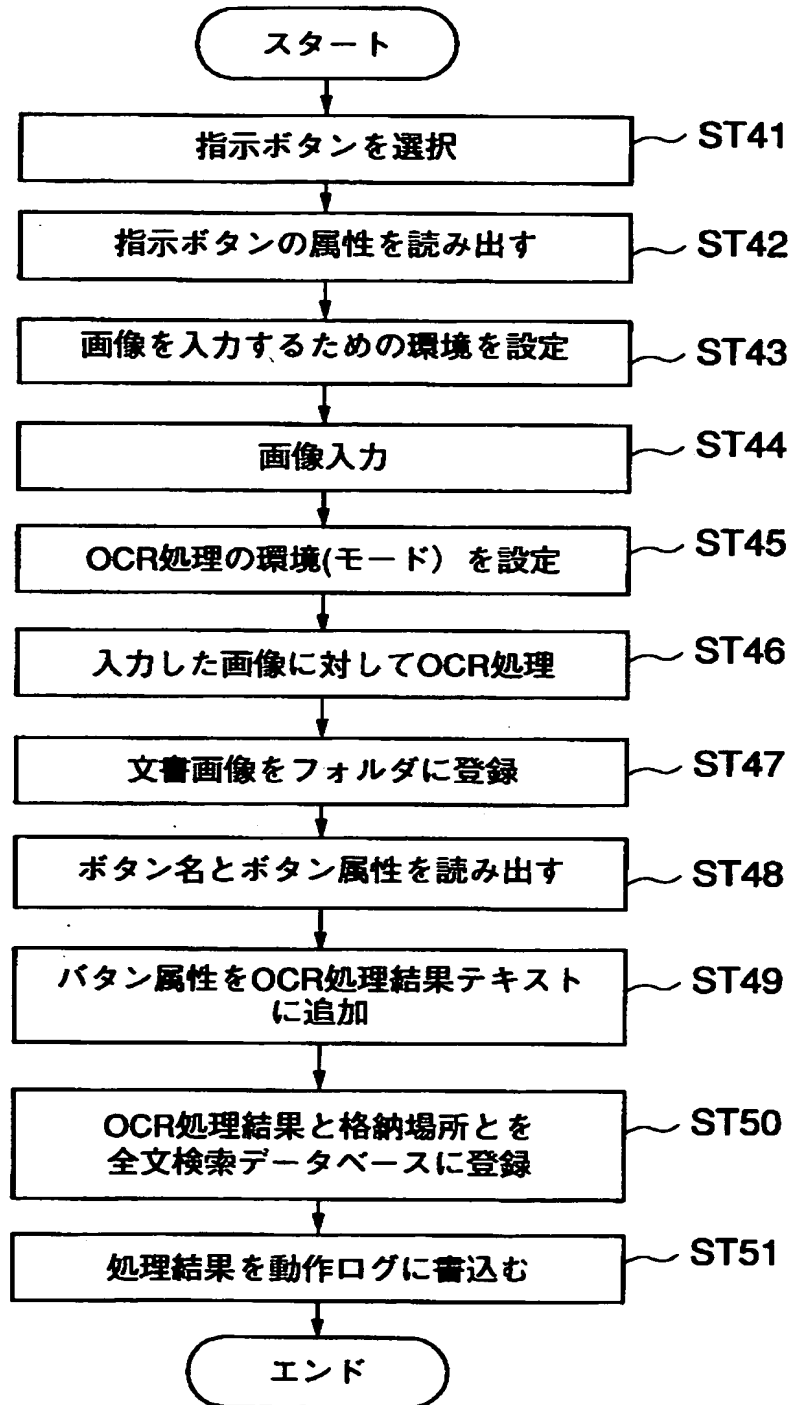 スタート
指示ボタンを選択 ST41
指示ボタンの属性を読み出す ST42
画像を入力するための環境を設定 ST43
画像入力 ST44
OCR処理の環境(モード) を設定 ST45
入力した画像に対してOCR処理 ST46
文書画像をフォルダに登録 ST47
ボタン名とボタン属性を読み出す ST48
バタン属性をOCR処理結果テキスト ST49
に追加
OCR処理結果と格納場所とを ST50
全文検索データベースに登録
処理結果を動作ログに書込む ST51
エンド